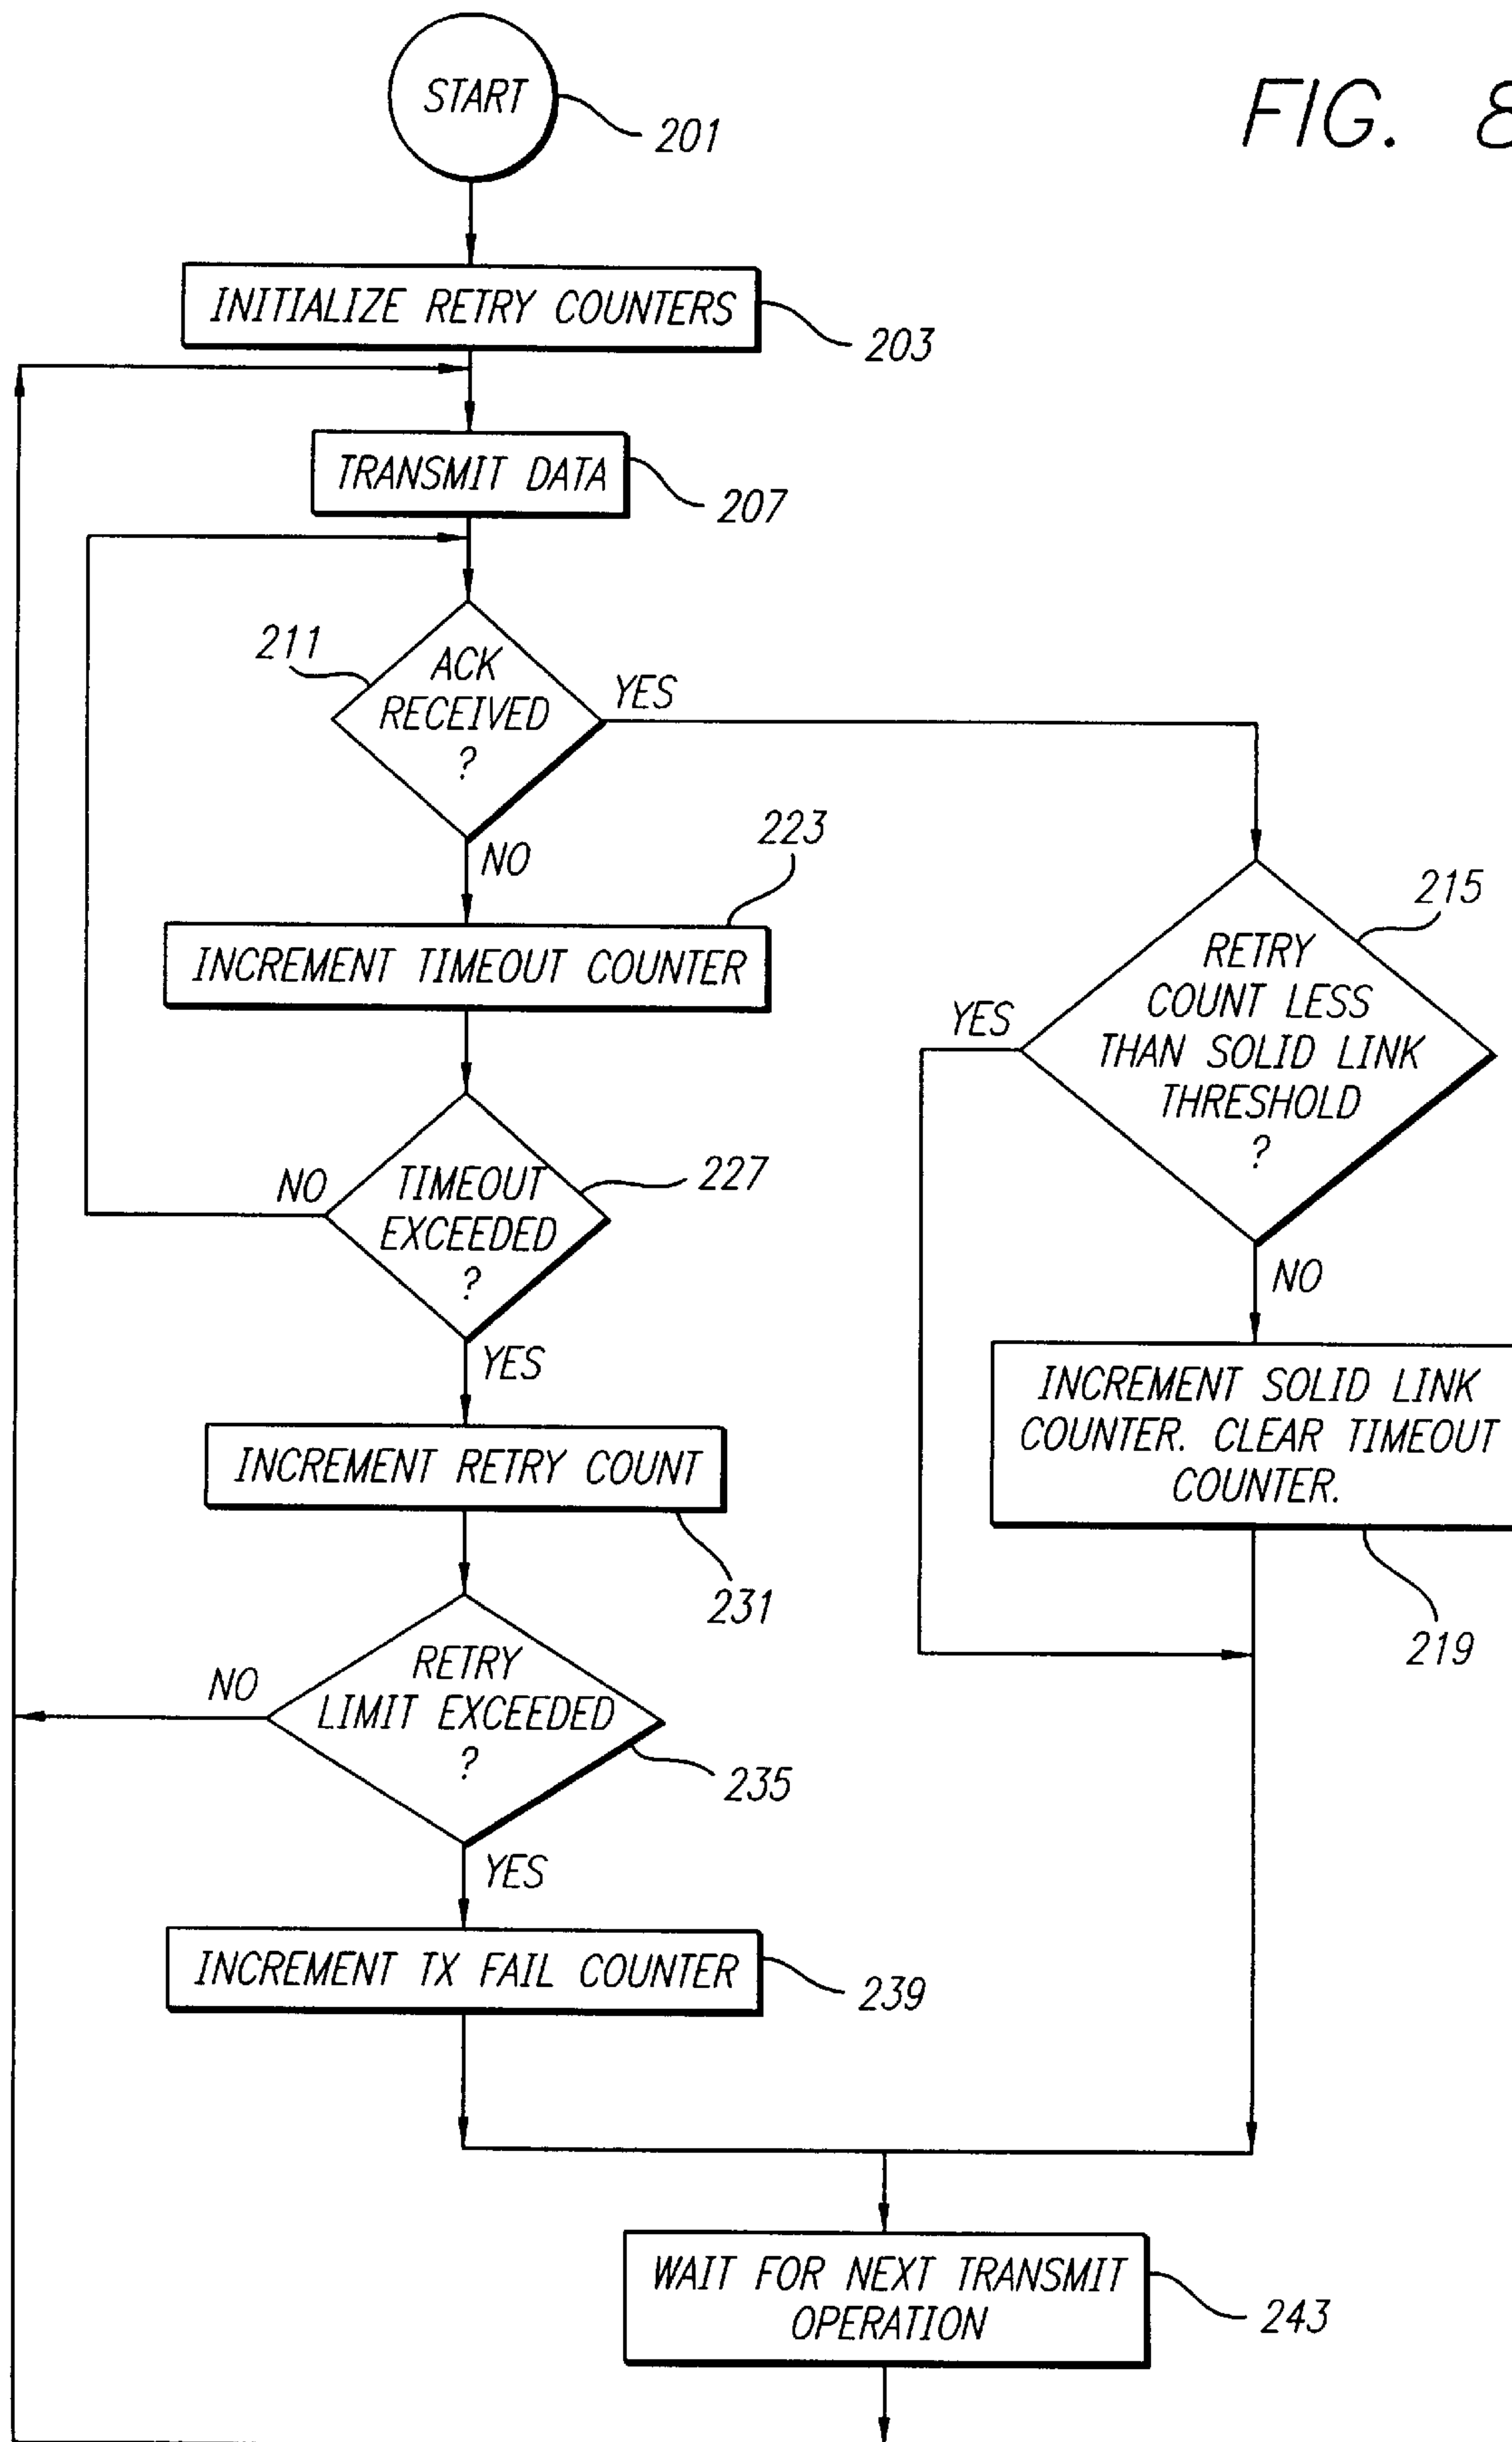 FIG. 8
START
201
INITIALIZE RETRY COUNTERS
203
TRANSMIT DATA
207
211
ACK
RECEIVED
?
YES
NO
223
INCREMENT TIMEOUT COUNTER
215
RETRY
COUNT LESS
THAN SOLID LINK
THRESHOLD
?
YES
NO
TIMEOUT
EXCEEDED
?
227
NO
YES
INCREMENT SOLID LINK
COUNTER. CLEAR TIMEOUT
COUNTER.
219
INCREMENT RETRY COUNT
231
RETRY
LIMIT EXCEEDED
?
NO
235
YES
INCREMENT TX FAIL COUNTER
239
WAIT FOR NEXT TRANSMIT
OPERATION
243